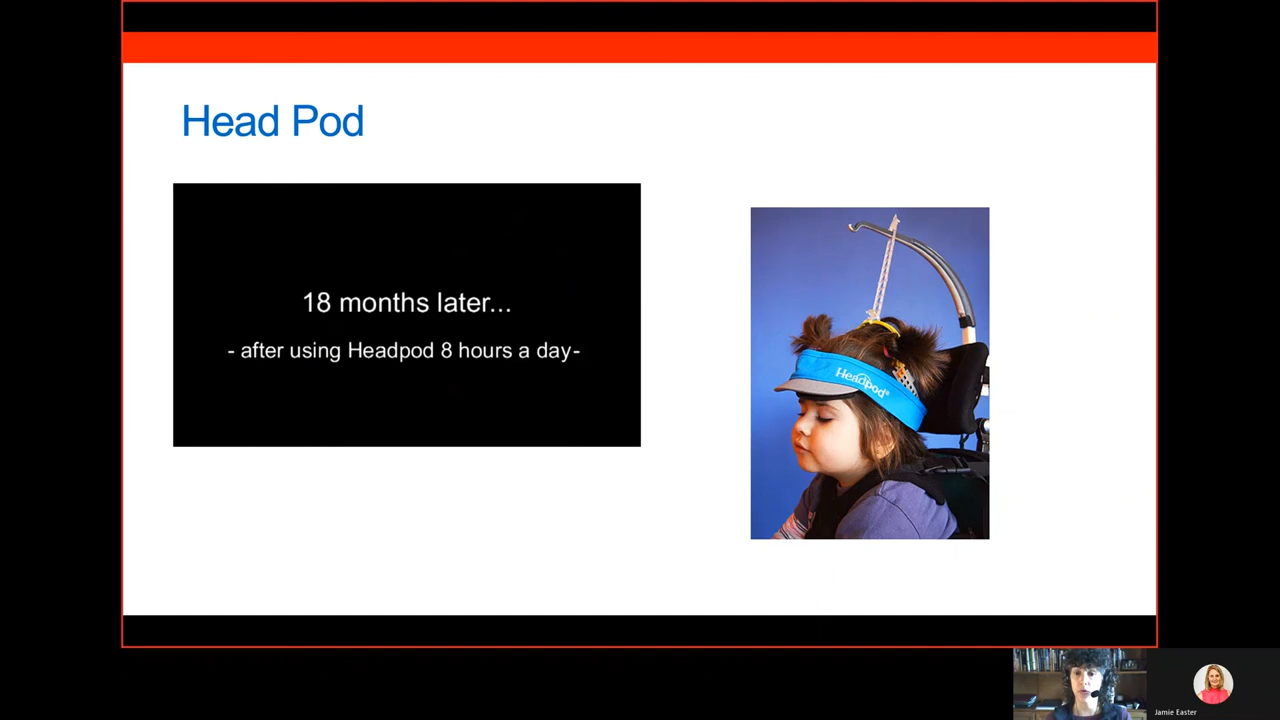 Head Pod
18 months later...
- after using Headpod 8 hours a day-
Headpod®
Jamie Easter